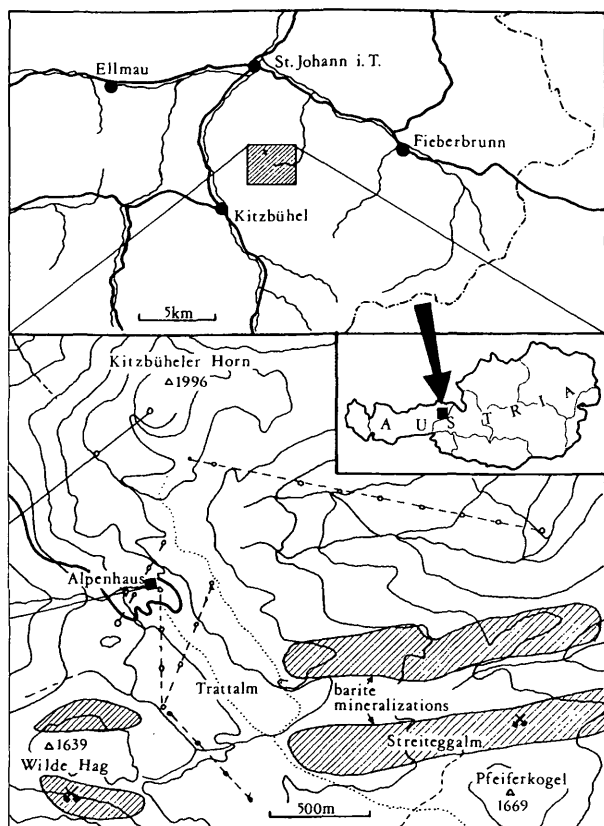 Ellmau
St. Johann i. T.
Fieberbrunn
Kitzbühel
5km
Kitzbüheler Horn
△ 1996
AUSTRIA
Alpenhaus
Trattalm
barite
mineralizations
Streiteggalm
△ 1639
Wilde Hag
Pfeiferkogel
△
1669
500m